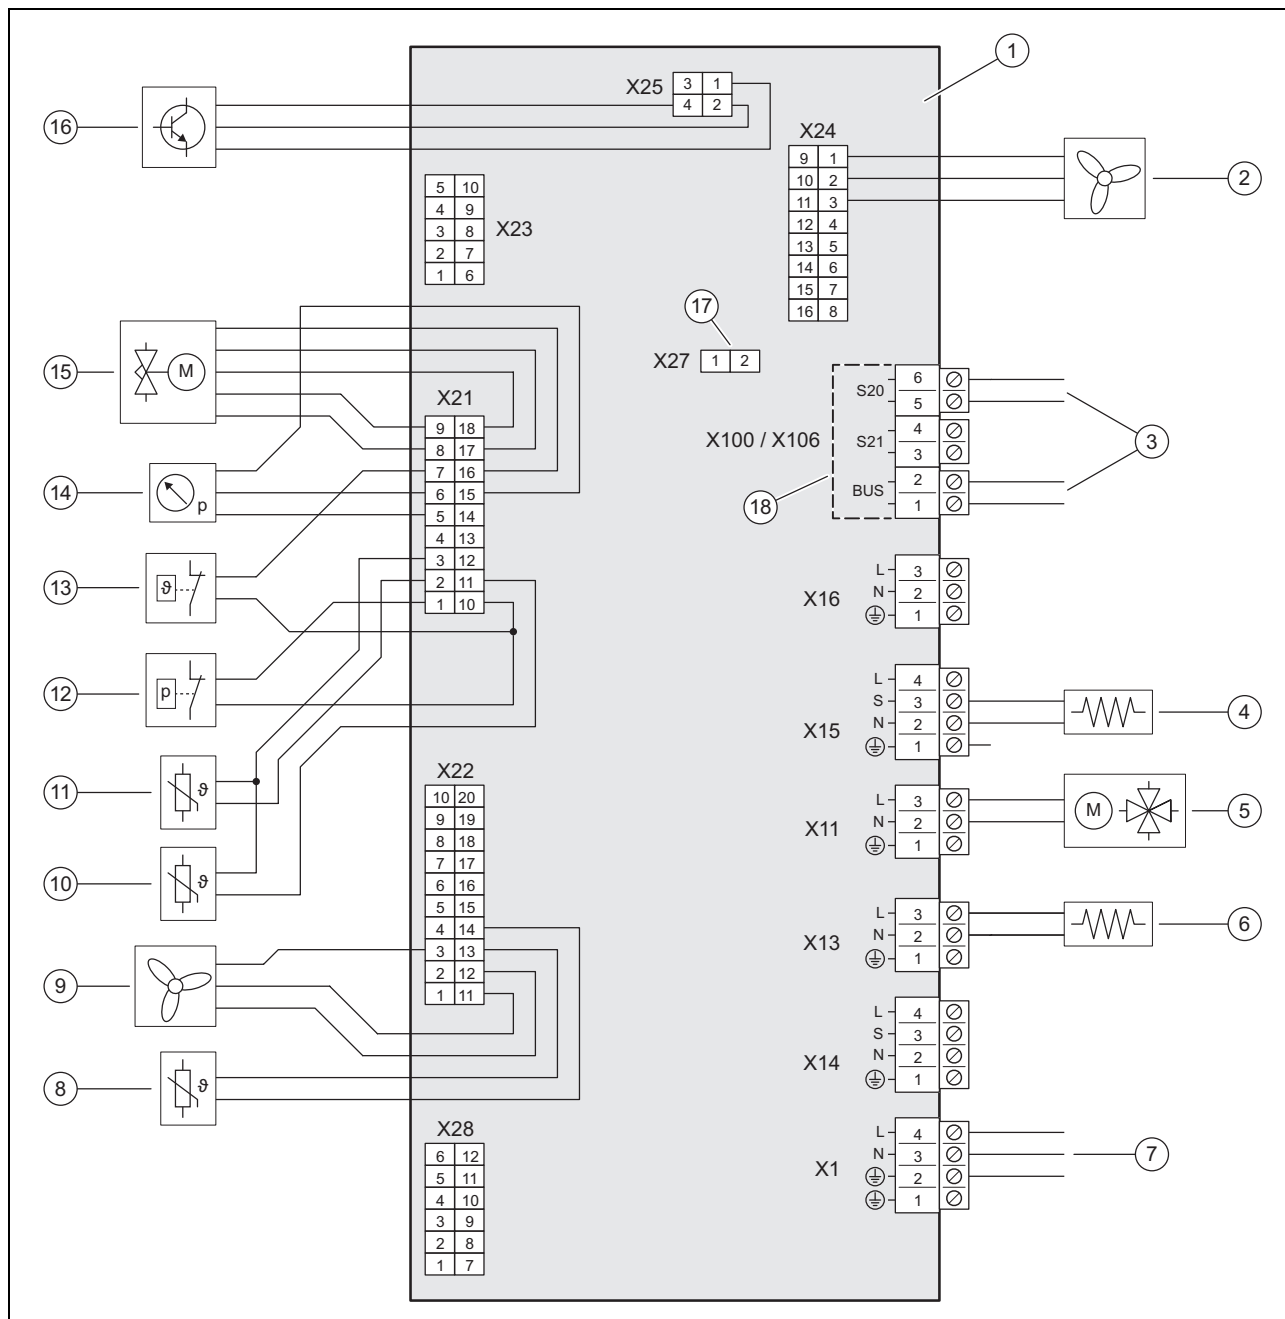 1
X25
3 1
4 2
16
X24
9 1
10 2
11 3
12 4
13 5
14 6
15 7
16 8
2
5 10
4 9
3 8
2 7
1 6
X23
17
X27
1 2
15
M
X21
9 18
8 17
7 16
6 15
5 14
4 13
3 12
2 11
1 10
X100 / X106
S20
6
5
S21
4
3
BUS
2
1
3
18
14
p
13
ϑ
X16
L 3
N 2
1
12
p
X15
L 4
S 3
N 2
1
4
11
ϑ
X22
10 20
9 19
8 18
7 17
6 16
5 15
4 14
3 13
2 12
1 11
X11
L 3
N 2
1
M
5
10
ϑ
X13
L 3
N 2
1
6
9
X14
L 4
S 3
N 2
1
8
ϑ
X28
6 12
5 11
4 10
3 9
2 8
1 7
X1
L 4
N 3
2
1
7